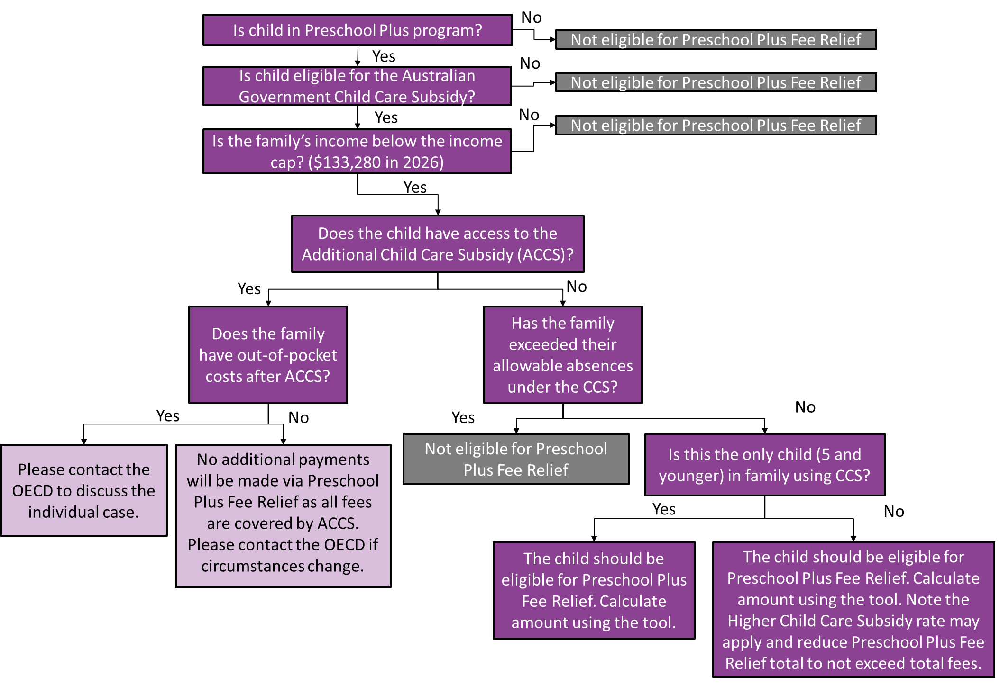 Is child in Preschool Plus program?
No
Not eligible for Preschool Plus Fee Relief
Yes
Is child eligible for the Australian
Government Child Care Subsidy?
No
Not eligible for Preschool Plus Fee Relief
Yes
Is the family’s income below the income
cap? ($133,280 in 2026)
No
Not eligible for Preschool Plus Fee Relief
Yes
Does the child have access to the
Additional Child Care Subsidy (ACCS)?
Yes
No
Does the family
have out-of-pocket
costs after ACCS?
Has the family
exceeded their
allowable absences
under the CCS?
Yes
No
Please contact the
OECD to discuss the
individual case.
No additional payments
will be made via Preschool
Plus Fee Relief as all fees
are covered by ACCS.
Please contact the OECD if
circumstances change.
Yes
No
Not eligible for Preschool
Plus Fee Relief
Is this the only child (5 and
younger) in family using CCS?
Yes
No
The child should be
eligible for Preschool Plus
Fee Relief. Calculate
amount using the tool.
The child should be eligible for
Preschool Plus Fee Relief. Calculate
amount using the tool. Note the
Higher Child Care Subsidy rate may
apply and reduce Preschool Plus Fee
Relief total to not exceed total fees.